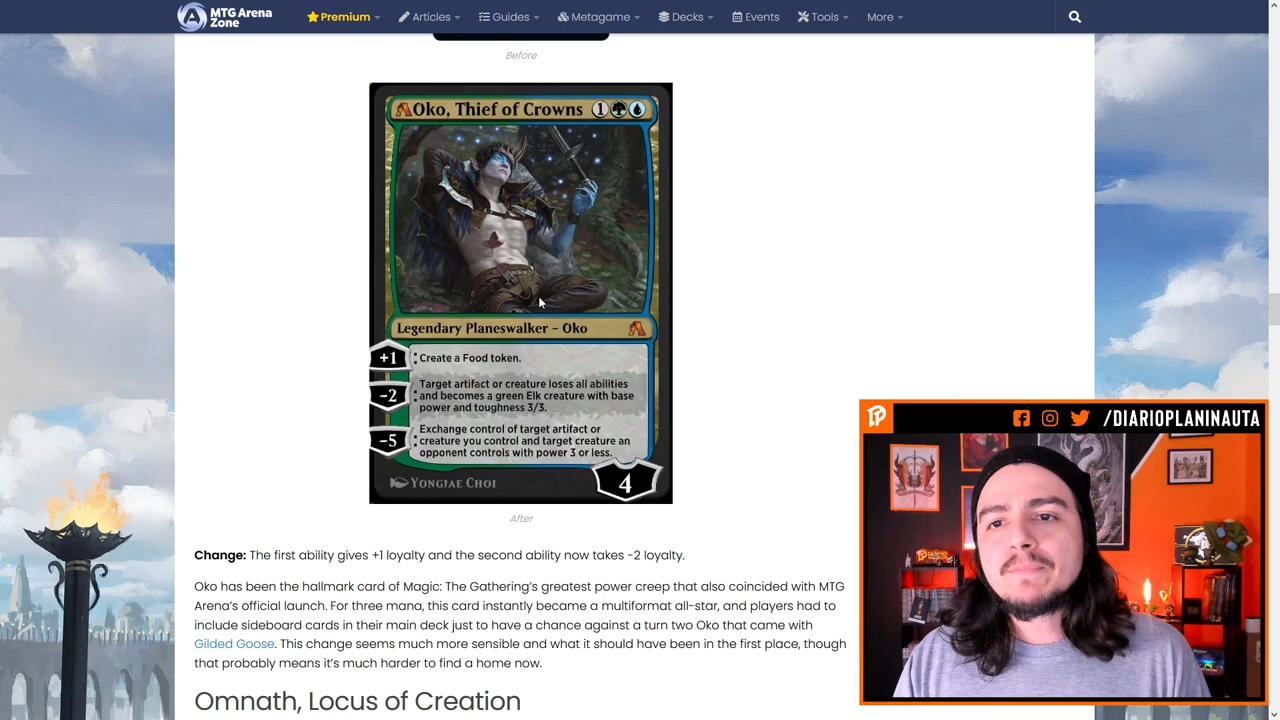 MTG Arena
Zone
Premium Articles Guides Metagame Decks Events Tools More
Before
Oko, Thief of Crowns 1
Legendary Planeswalker – Oko
+1 : Create a Food token.
-2 : Target artifact or creature loses all abilities
and becomes a green Elk creature with base
power and toughness 3/3.
-5 : Exchange control of target artifact or
creature you control and target creature an
opponent controls with power 3 or less.
Yongjae Choi
4
After
Change: The first ability gives +1 loyalty and the second ability now takes -2 loyalty.
Oko has been the hallmark card of Magic: The Gathering's greatest power creep that also coincided with MTG
Arena's official launch. For three mana, this card instantly became a multiformat all-star, and players had to
include sideboard cards in their main deck just to have a chance against a turn two Oko that came with
Gilded Goose. This change seems much more sensible and what it should have been in the first place, though
that probably means it's much harder to find a home now.
Omnath, Locus of Creation
/DIARIOPLANINAUTA